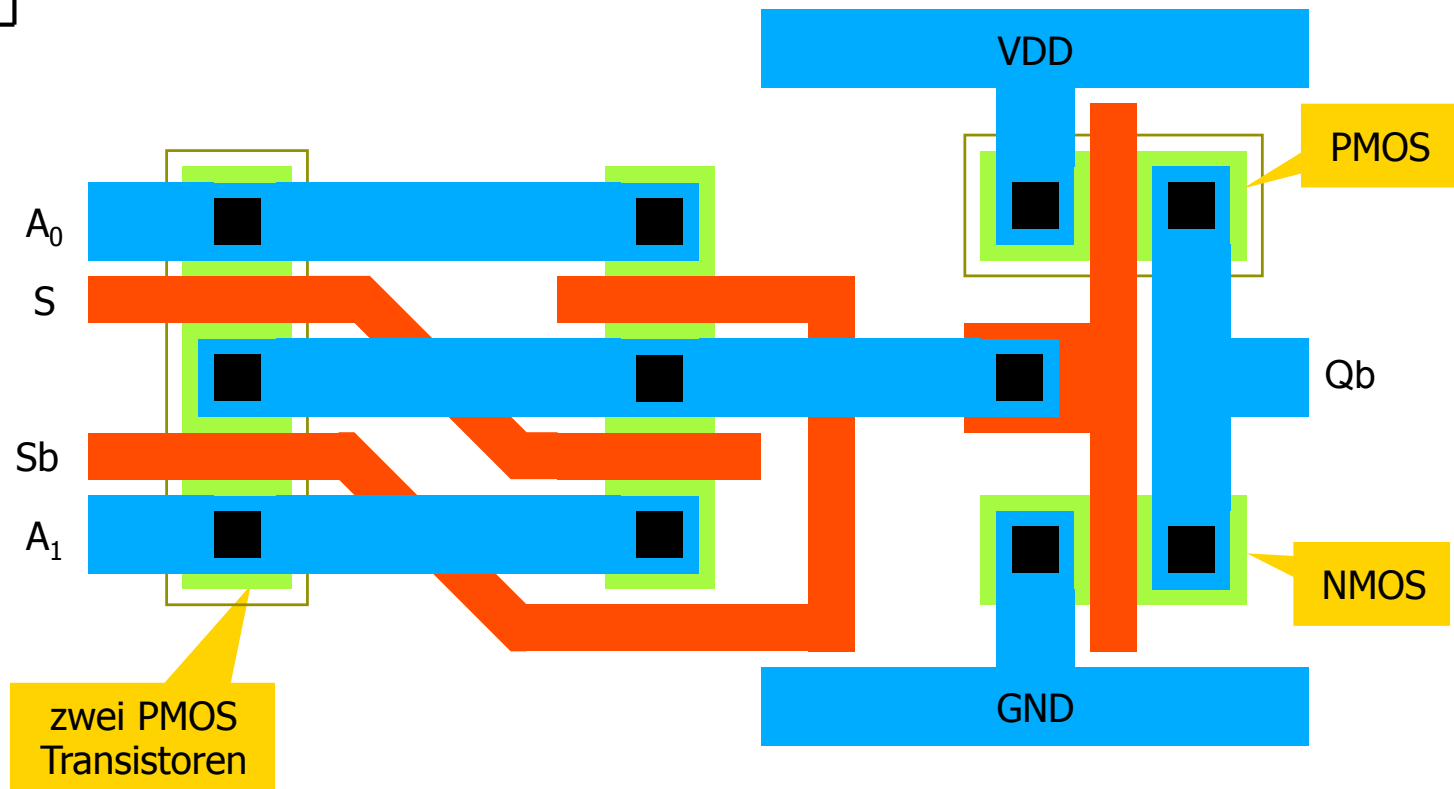 VDD
PMOS
A₀
S
Qb
Sb
A₁
NMOS
GND
zwei PMOS
Transistoren